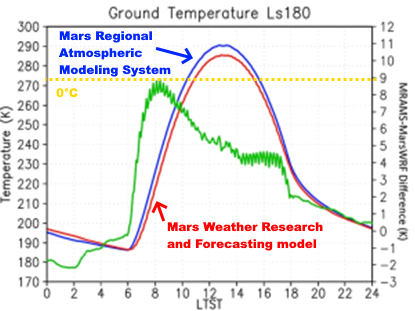 Ground Temperature Ls180
300
290
280
270
260
250
240
230
220
210
200
190
180
170
Temperature (K)
Mars Regional
Atmospheric
Modeling System
0°C
Mars Weather Research
and Forecasting model
12
11
10
9
8
7
6
5
4
3
2
1
0
−1
−2
−3
MRAMS-MarsWRF Difference (K)
0 2 4 6 8 10 12 14 16 18 20 22 24
LTST